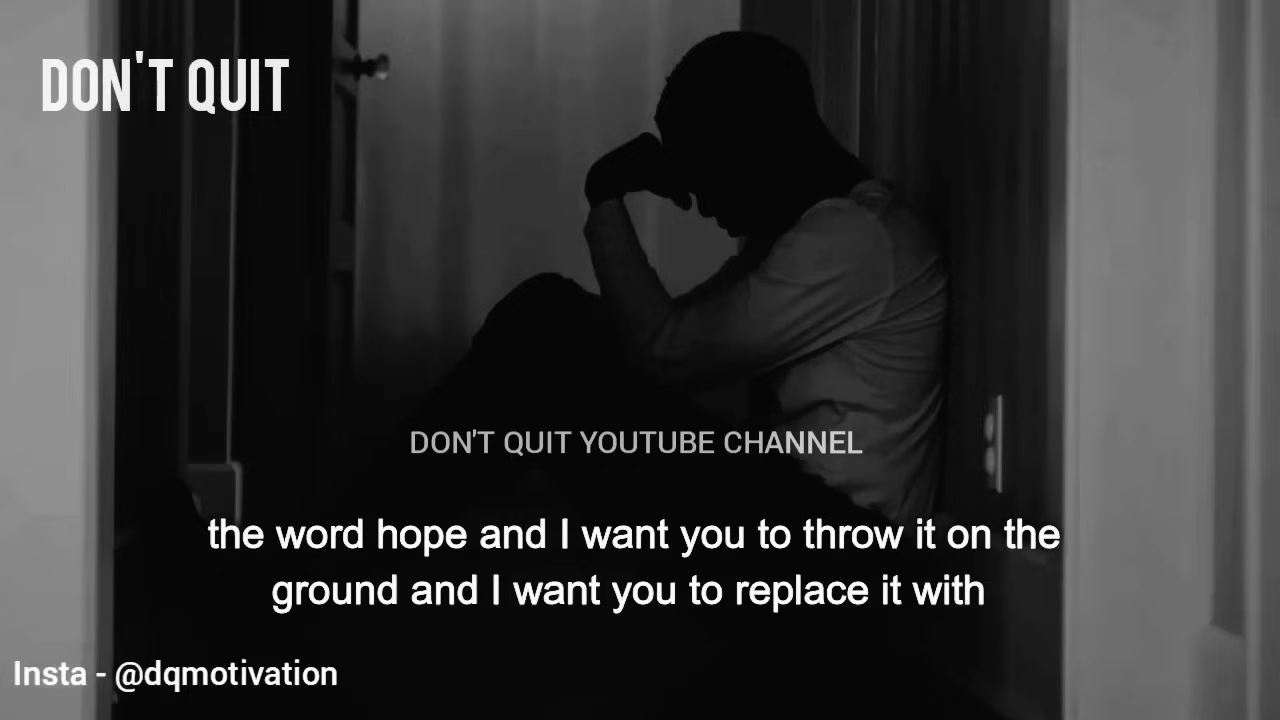 DON'T QUIT
DON'T QUIT YOUTUBE CHANNEL
the word hope and I want you to throw it on the
ground and I want you to replace it with
Insta - @dqmotivation